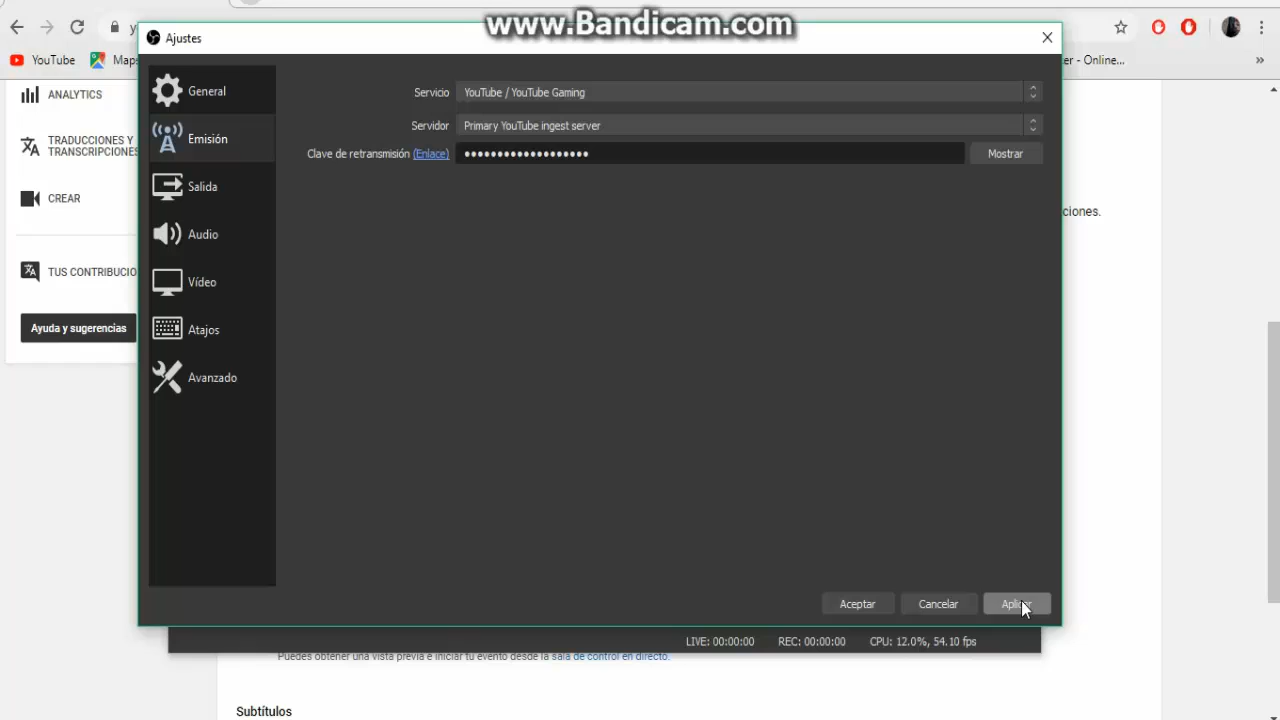 www.Bandicam.com
Ajustes
YouTube
Maps
er - Online...
»
ANALYTICS
TRADUCCIONES Y
TRANSCRIPCIONES
CREAR
TUS CONTRIBUCIO
Ayuda y sugerencias
General
Emisión
Salida
Audio
Vídeo
Atajos
Avanzado
Servicio
YouTube / YouTube Gaming
Servidor
Primary YouTube ingest server
Clave de retransmisión (Enlace)
•••••••••••••••••••
Mostrar
ciones.
Aceptar
Cancelar
LIVE: 00:00:00
REC: 00:00:00
CPU: 12.0%, 54.10 fps
Puedes obtener una vista previa e iniciar tu evento desde la sala de control en directo.
Subtítulos